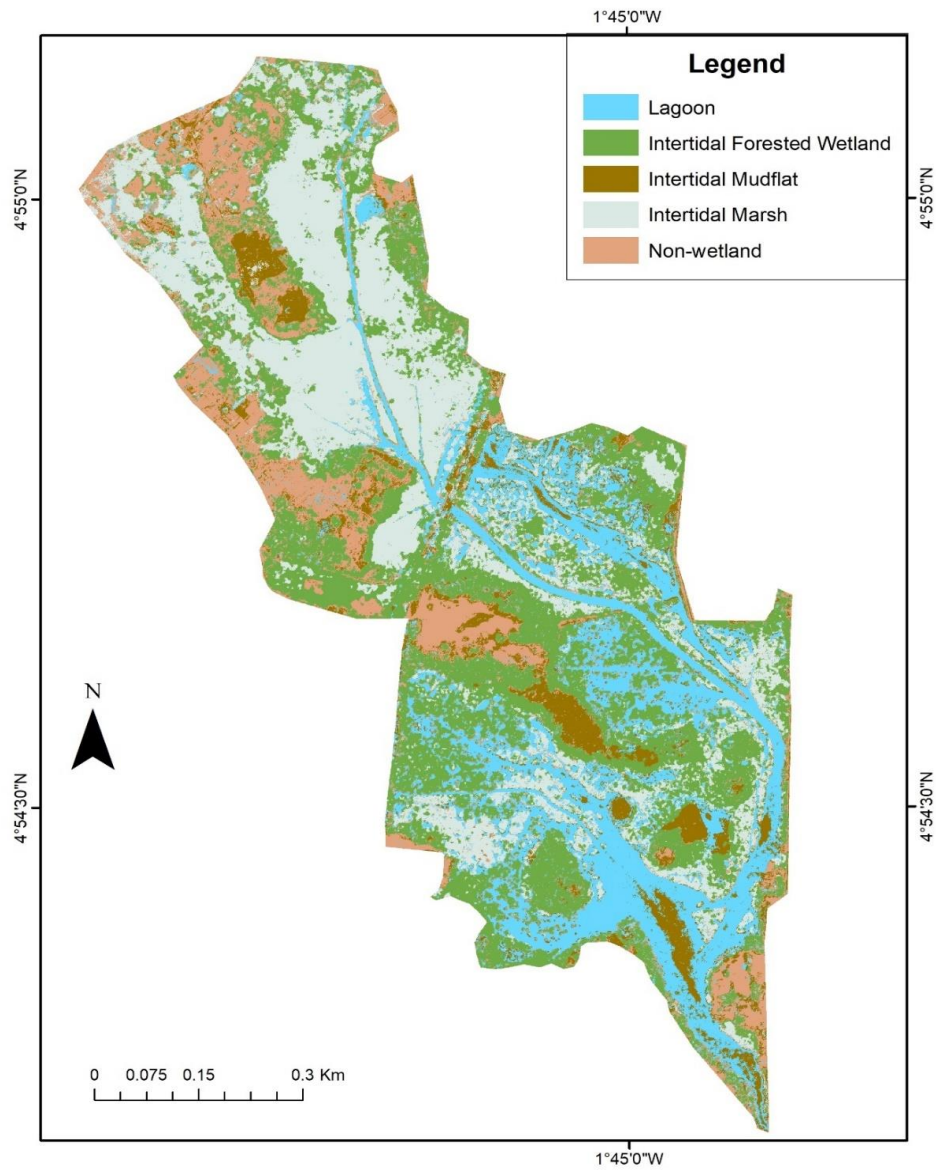 1°45'0"W
Legend
Lagoon
Intertidal Forested Wetland
Intertidal Mudflat
Intertidal Marsh
Non-wetland
4°55'0"N
4°55'0"N
N
4°54'30"N
4°54'30"N
0 0.075 0.15 0.3 Km
1°45'0"W